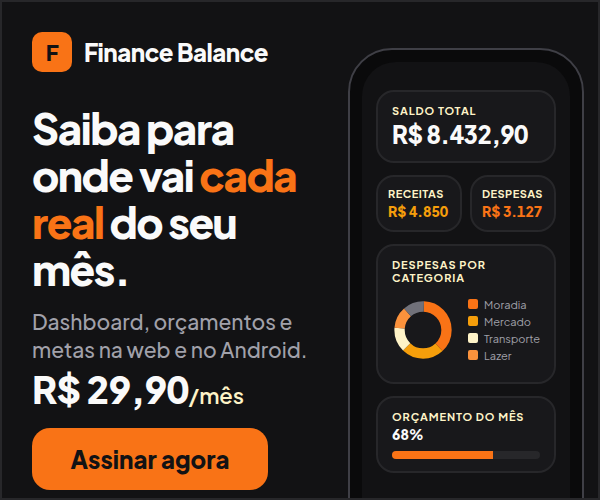 F Finance Balance
Saiba para
onde vai cada
real do seu
mês.
Dashboard, orçamentos e
metas na web e no Android.
R$ 29,90/mês
Assinar agora
SALDO TOTAL
R$ 8.432,90
RECEITAS
R$ 4.850
DESPESAS
R$ 3.127
DESPESAS POR
CATEGORIA
Moradia
Mercado
Transporte
Lazer
ORÇAMENTO DO MÊS
68%